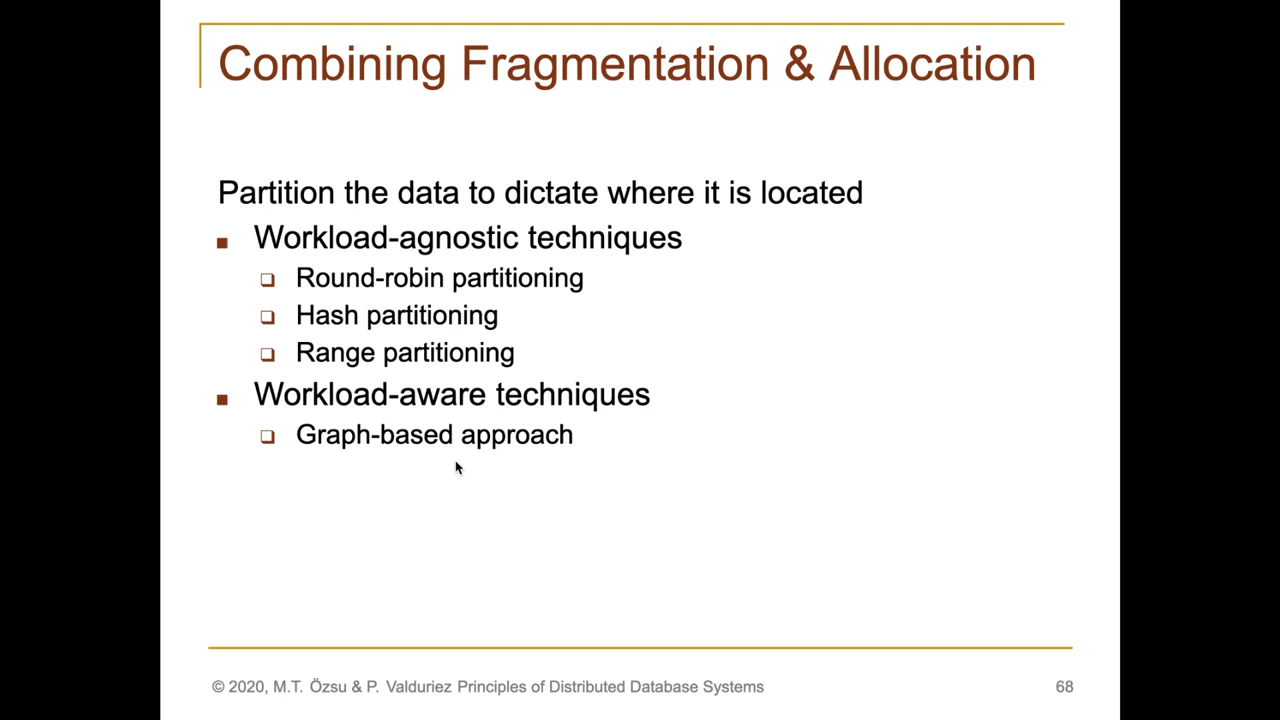 Combining Fragmentation & Allocation
Partition the data to dictate where it is located
Workload-agnostic techniques
Round-robin partitioning
Hash partitioning
Range partitioning
Workload-aware techniques
Graph-based approach
© 2020, M.T. Özsu & P. Valduriez Principles of Distributed Database Systems
68